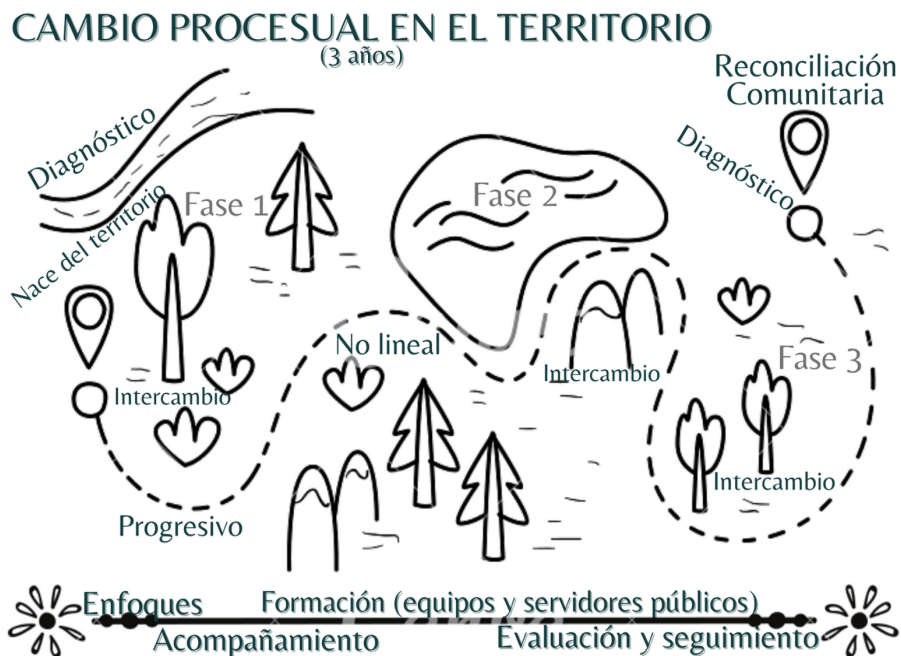 CAMBIO PROCESUAL EN EL TERRITORIO
(3 años)
Reconciliación
Comunitaria
Diagnóstico
Diagnóstico
Nace del territorio
Fase 1
Fase 2
No lineal
Intercambio
Intercambio
Fase 3
Intercambio
Progresivo
Enfoques
Formación (equipos y servidores públicos)
Acompañamiento
Evaluación y seguimiento